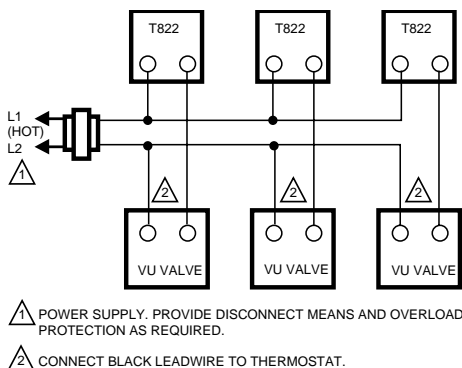 T822 T822 T822
L1
(HOT)
L2
1
2 2 2
VU VALVE VU VALVE VU VALVE
1 POWER SUPPLY. PROVIDE DISCONNECT MEANS AND OVERLOAD
PROTECTION AS REQUIRED.
2 CONNECT BLACK LEADWIRE TO THERMOSTAT.